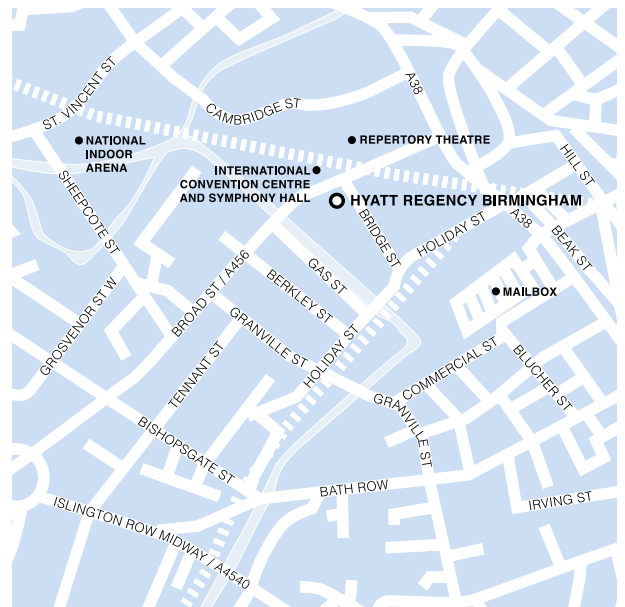 ST. VINCENT ST
CAMBRIDGE ST
A38
NATIONAL
INDOOR
ARENA
REPERTORY THEATRE
HILL ST
INTERNATIONAL
CONVENTION CENTRE
AND SYMPHONY HALL
SHEEPCOTE ST
HYATT REGENCY BIRMINGHAM
BRIDGE ST
HOLIDAY ST
A38
BEAK ST
GAS ST
BROAD ST / A456
BERKLEY ST
MAILBOX
GROSVENOR ST W
GRANVILLE ST
HOLIDAY ST
TENNANT ST
COMMERCIAL ST
BLUCHER ST
GRANVILLE ST
BISHOPSGATE ST
BATH ROW
IRVING ST
ISLINGTON ROW MIDWAY / A4540